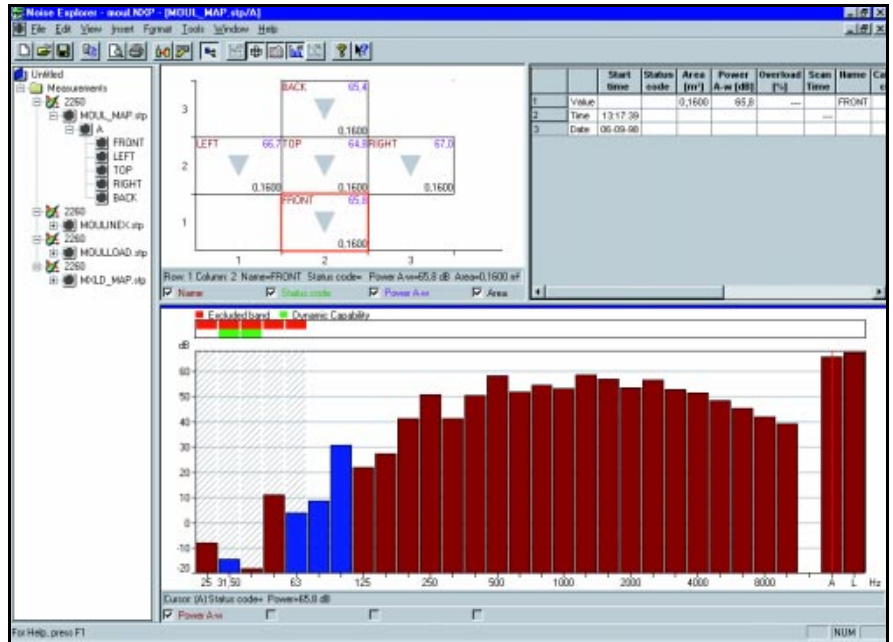 Noise Explorer - moul.NXP - [MOUL_MAP.stp/A]
File Edit View Insert Format Tools Window Help
Untitled
Measurements
2260
MOUL_MAP.stp
A
FRONT
LEFT
TOP
RIGHT
BACK
2260
MOULINEX.stp
2260
MOULLOAD.stp
2260
MXLD_MAP.stp
3
BACK 65,4
0,1600
2
LEFT 66,7 TOP 64,8 RIGHT 67,0
0,1600 0,1600 0,1600
1
FRONT 65,8
0,1600
1 2 3
Row: 1 Column: 2 Name=FRONT Status code= Power A-w=65,8 dB Area=0,1600 m²
Name Status code Power A-w Area
Start time Status code Area [m²] Power A-w [dB] Overload [%] Scan Time Name
1 Value 0,1600 65,8 --- FRONT
2 Time 13:17:39 ---
3 Date 06-09-98
Excluded band Dynamic Capability
dB
60
50
40
30
20
10
0
-10
-20
25 31,50 63 125 250 500 1000 2000 4000 8000 A L Hz
Cursor: (A) Status code= Power=65,8 dB
Power A-w
For Help, press F1 NUM